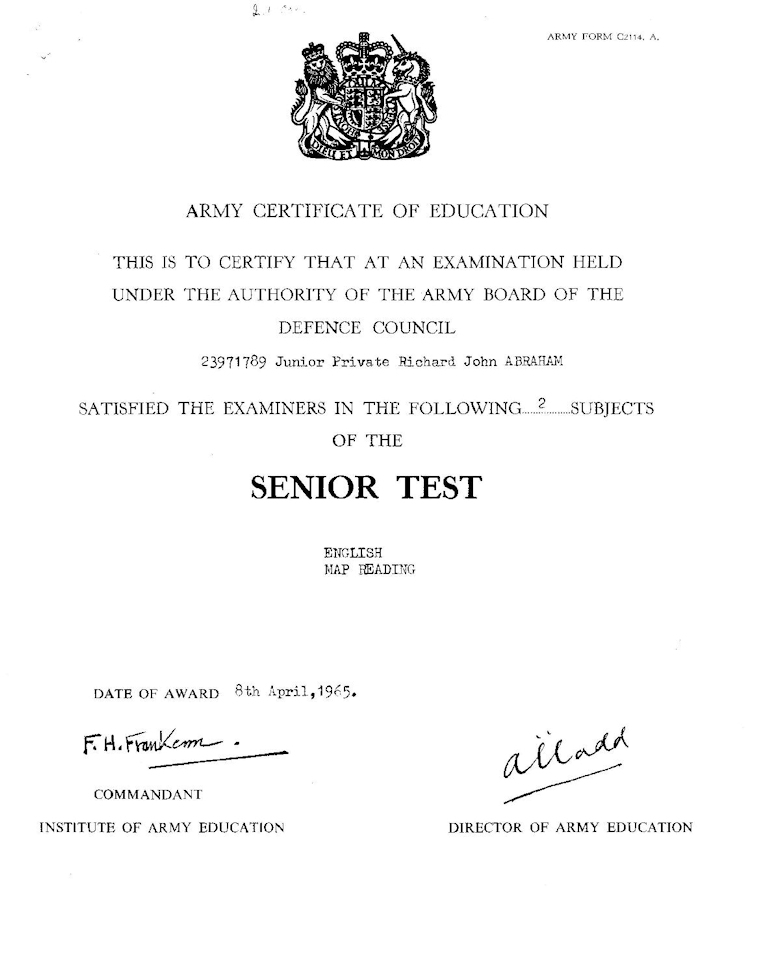 ARMY FORM C2114. A.
DIEU ET MON DROIT
ARMY CERTIFICATE OF EDUCATION
THIS IS TO CERTIFY THAT AT AN EXAMINATION HELD
UNDER THE AUTHORITY OF THE ARMY BOARD OF THE
DEFENCE COUNCIL
23971789 Junior Private Richard John ABRAHAM
SATISFIED THE EXAMINERS IN THE FOLLOWING......2......SUBJECTS
OF THE
SENIOR TEST
ENGLISH
MAP READING
DATE OF AWARD 8th April,1965.
COMMANDANT
INSTITUTE OF ARMY EDUCATION
DIRECTOR OF ARMY EDUCATION